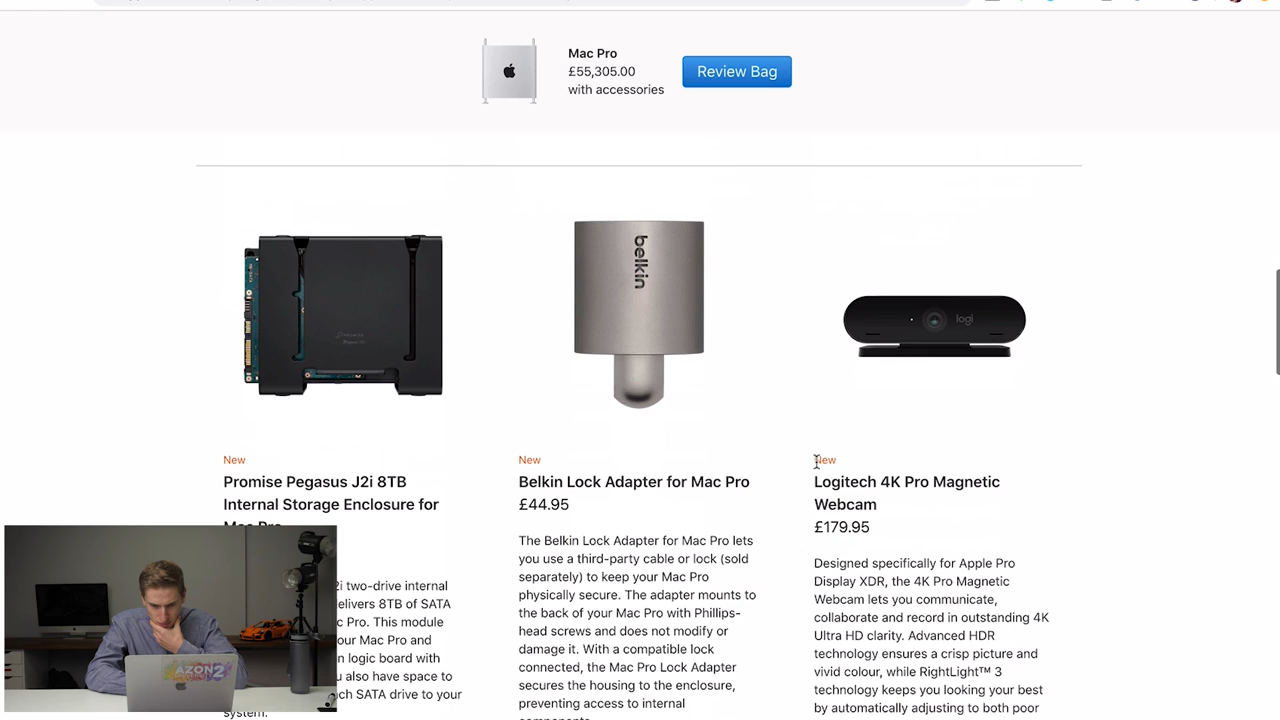 Mac Pro
£55,305.00
with accessories
Review Bag
belkin
logi
New
Promise Pegasus J2i 8TB
Internal Storage Enclosure for
Mac Pro
New
Belkin Lock Adapter for Mac Pro
£44.95
The Belkin Lock Adapter for Mac Pro lets
you use a third-party cable or lock (sold
separately) to keep your Mac Pro
physically secure. The adapter mounts to
the back of your Mac Pro with Phillips-
head screws and does not modify or
damage it. With a compatible lock
connected, the Mac Pro Lock Adapter
secures the housing to the enclosure,
preventing access to internal
New
Logitech 4K Pro Magnetic
Webcam
£179.95
Designed specifically for Apple Pro
Display XDR, the 4K Pro Magnetic
Webcam lets you communicate,
collaborate and record in outstanding 4K
Ultra HD clarity. Advanced HDR
technology ensures a crisp picture and
vivid colour, while RightLight™ 3
technology keeps you looking your best
by automatically adjusting to both poor
two-drive internal
8TB of SATA
Pro. This module
Mac Pro and
logic board with
also have space to
SATA drive to your
system.
AZON2